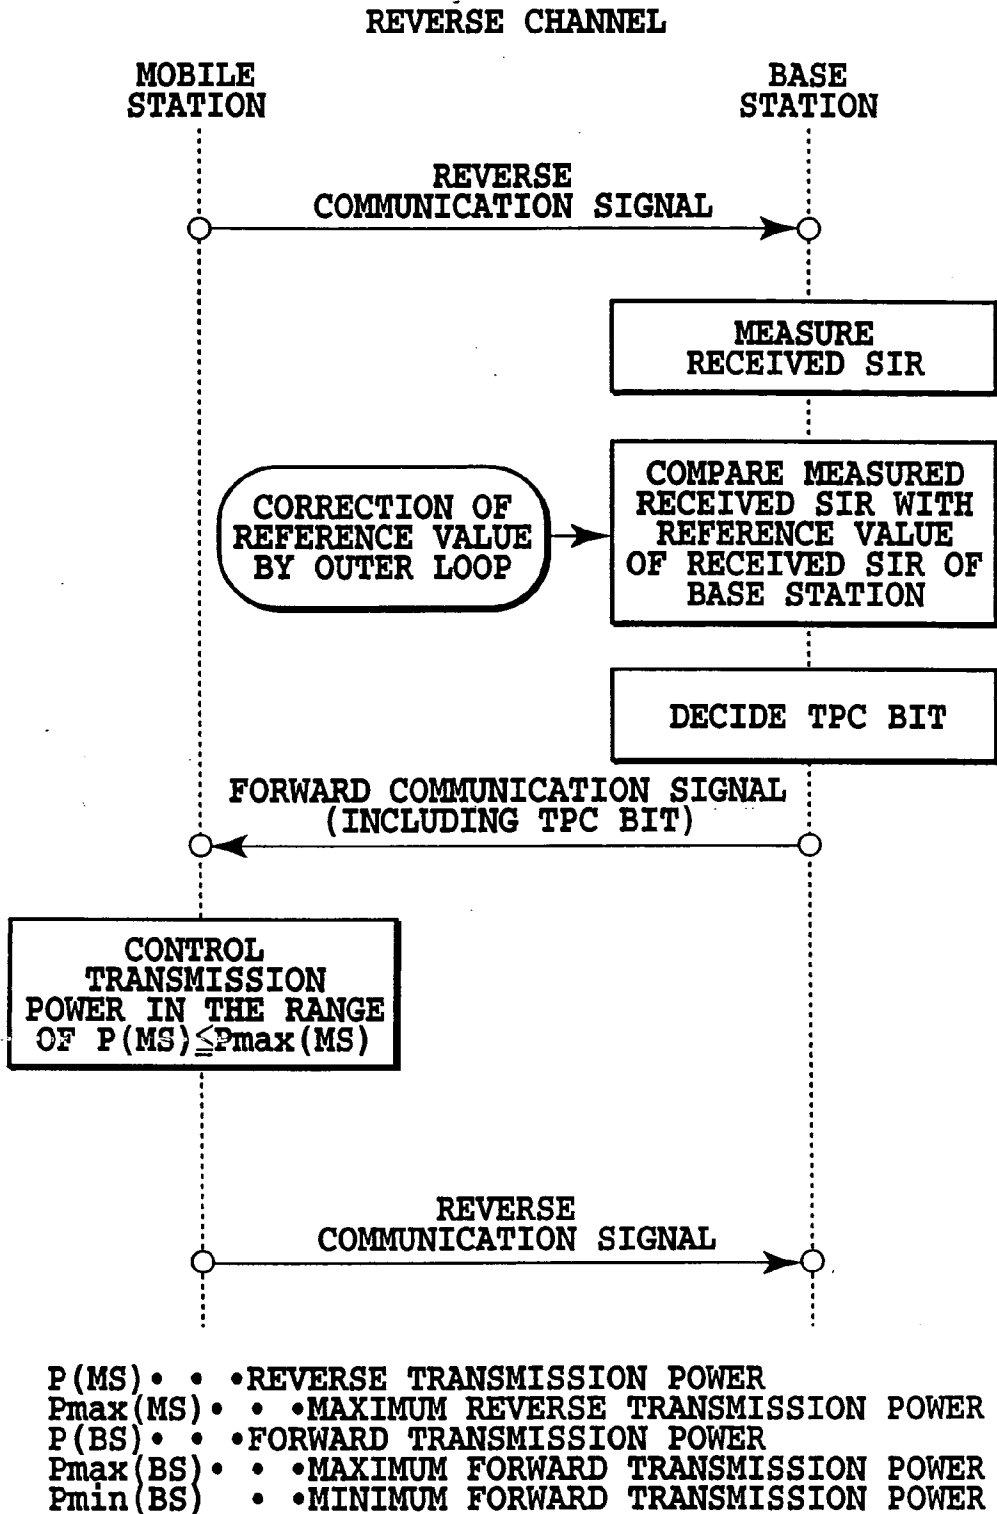 REVERSE CHANNEL
MOBILE
STATION
BASE
STATION
REVERSE
COMMUNICATION SIGNAL
MEASURE
RECEIVED SIR
COMPARE MEASURED
RECEIVED SIR WITH
REFERENCE VALUE
OF RECEIVED SIR OF
BASE STATION
CORRECTION OF
REFERENCE VALUE
BY OUTER LOOP
DECIDE TPC BIT
FORWARD COMMUNICATION SIGNAL
(INCLUDING TPC BIT)
CONTROL
TRANSMISSION
POWER IN THE RANGE
OF P(MS)≦Pmax(MS)
REVERSE
COMMUNICATION SIGNAL
P(MS)• • •REVERSE TRANSMISSION POWER
Pmax(MS)• • •MAXIMUM REVERSE TRANSMISSION POWER
P(BS)• • •FORWARD TRANSMISSION POWER
Pmax(BS)• • •MAXIMUM FORWARD TRANSMISSION POWER
Pmin(BS) • •MINIMUM FORWARD TRANSMISSION POWER